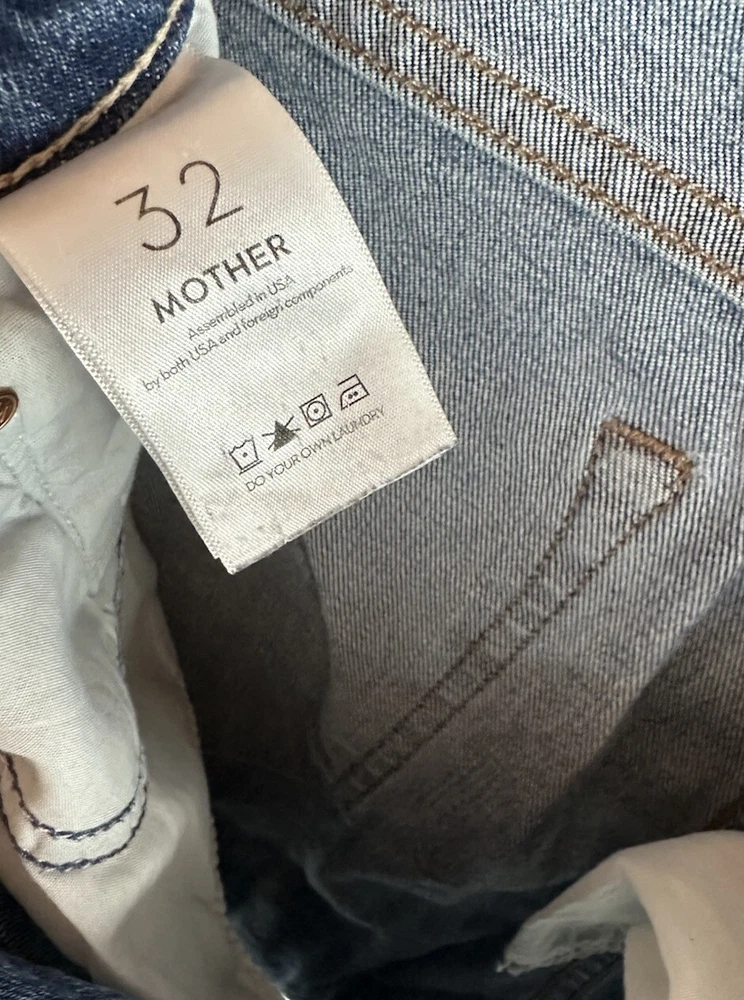 32
MOTHER
Assembled in USA
by both USA and foreign components
DO YOUR OWN LAUNDRY